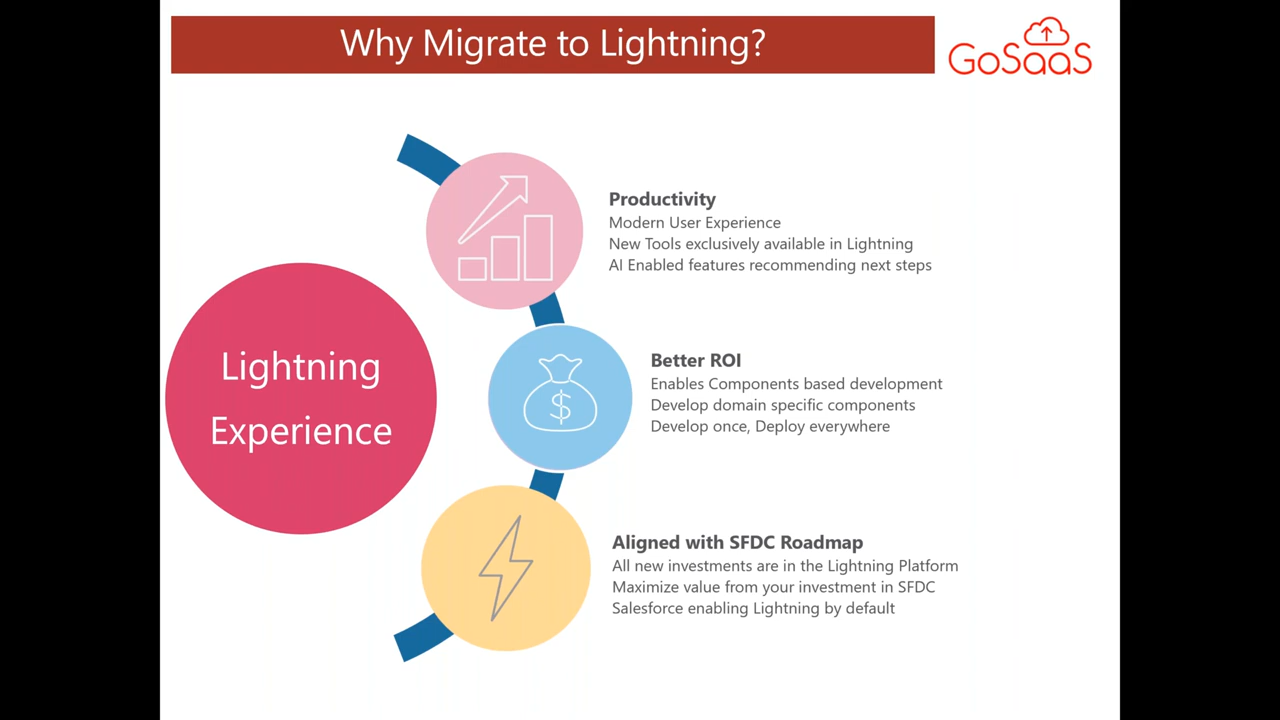 Why Migrate to Lightning?
GoSaaS
Productivity
Modern User Experience
New Tools exclusively available in Lightning
AI Enabled features recommending next steps
Lightning
Experience
Better ROI
Enables Components based development
Develop domain specific components
Develop once, Deploy everywhere
$
Aligned with SFDC Roadmap
All new investments are in the Lightning Platform
Maximize value from your investment in SFDC
Salesforce enabling Lightning by default